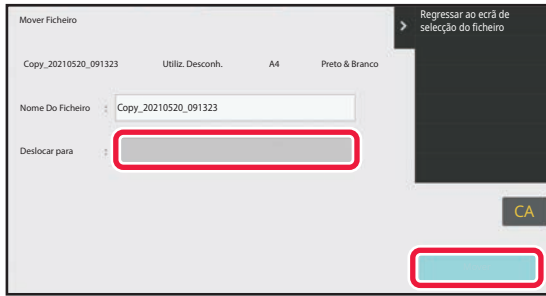 Mover Ficheiro
> Regressar ao ecrã de
selecção do ficheiro
Copy_20210520_091323 Utiliz. Desconh. A4 Preto & Branco
Nome Do Ficheiro : Copy_20210520_091323
Deslocar para :
CA